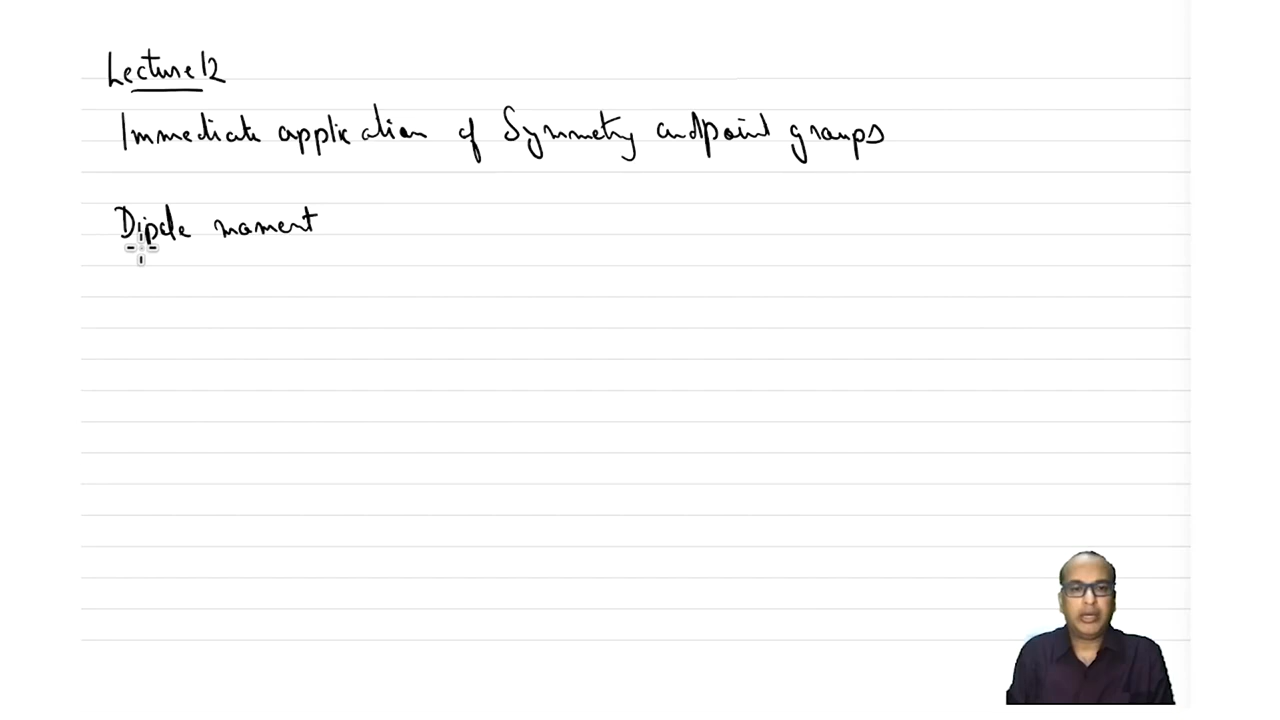 Lecture 12
Immediate application of Symmetry and point groups
Dipole moment